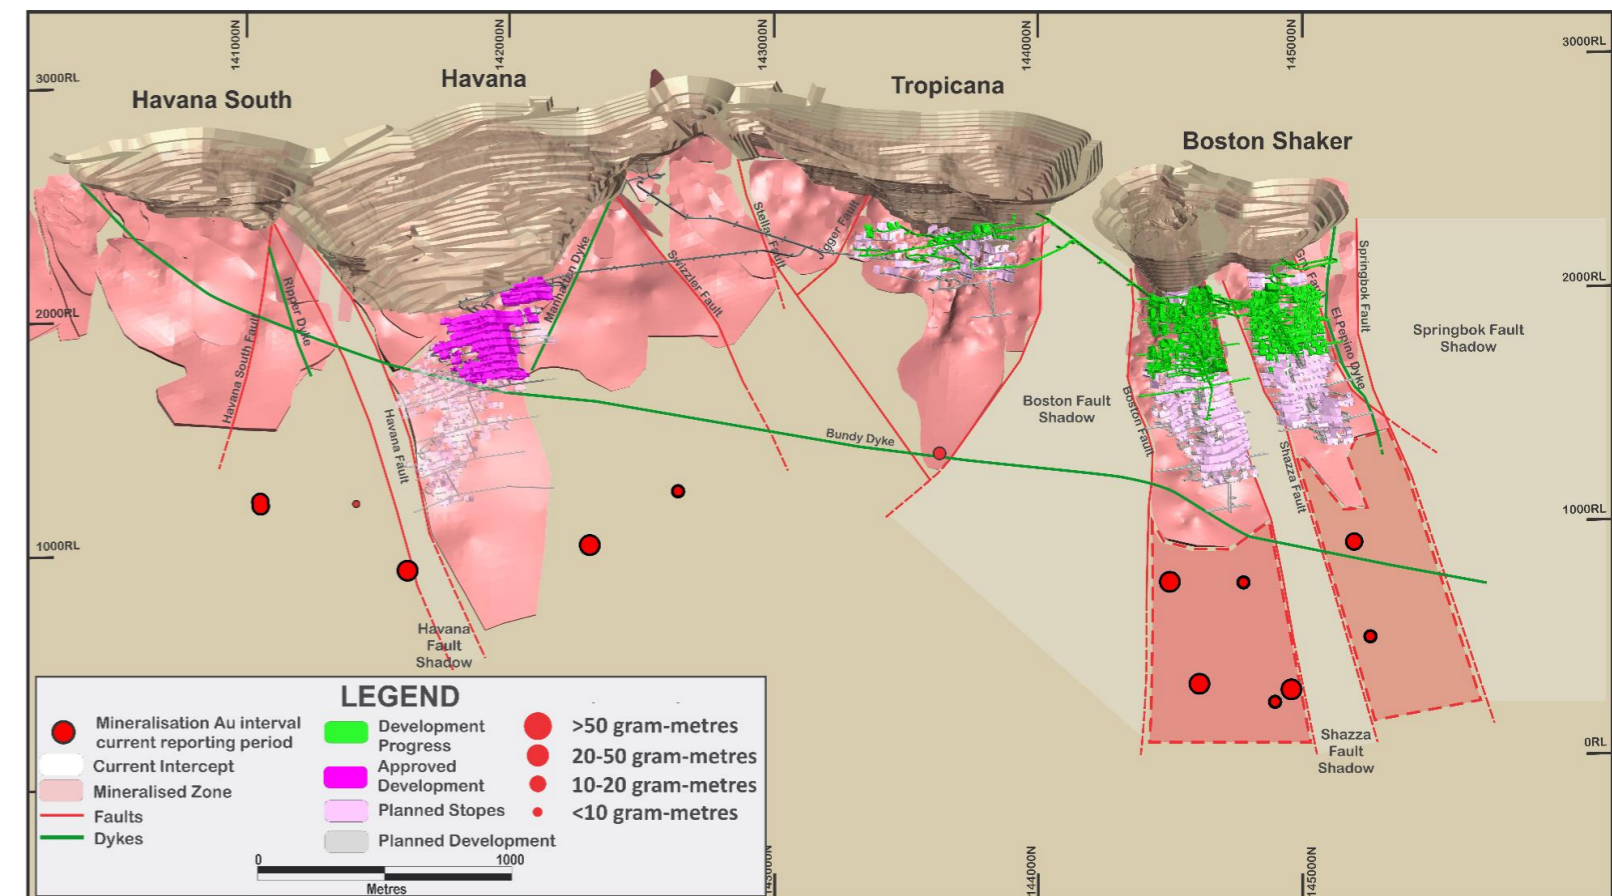 141000N
142000N
143000N
144000N
145000N
3000RL
3000RL
Havana South
Havana
Tropicana
Boston Shaker
2000RL
2000RL
Stella Fault
Jigger Fault
Swizzler Fault
Manhattan Dyke
Ripper Dyke
Havana South Fault
Havana Fault
Springbok Fault
El Pepino Dyke
Springbok Fault
Shadow
Boston Fault
Shadow
Boston Fault
Shazza Fault
Bundy Dyke
1000RL
1000RL
Havana
Fault
Shadow
Shazza
Fault
Shadow
0RL
LEGEND
Mineralisation Au interval
current reporting period
Current Intercept
Mineralised Zone
Faults
Dykes
Development
Progress
Approved
Development
Planned Stopes
Planned Development
>50 gram-metres
20-50 gram-metres
10-20 gram-metres
<10 gram-metres
0 1000
Metres
144000N
145000N